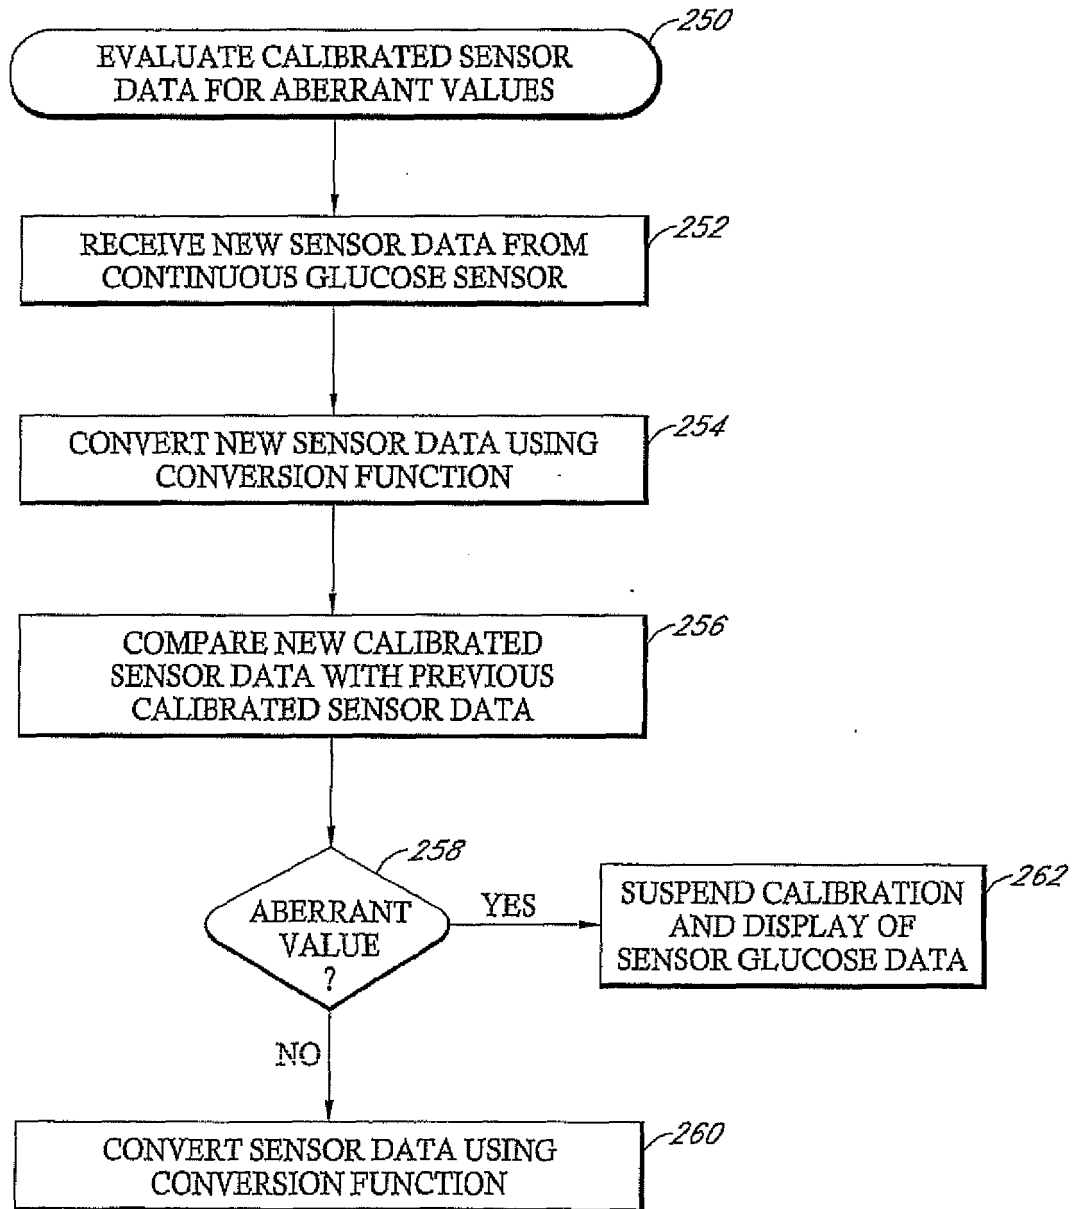 250
EVALUATE CALIBRATED SENSOR
DATA FOR ABERRANT VALUES
252
RECEIVE NEW SENSOR DATA FROM
CONTINUOUS GLUCOSE SENSOR
254
CONVERT NEW SENSOR DATA USING
CONVERSION FUNCTION
256
COMPARE NEW CALIBRATED
SENSOR DATA WITH PREVIOUS
CALIBRATED SENSOR DATA
258
ABERRANT
VALUE
?
YES
262
SUSPEND CALIBRATION
AND DISPLAY OF
SENSOR GLUCOSE DATA
NO
260
CONVERT SENSOR DATA USING
CONVERSION FUNCTION